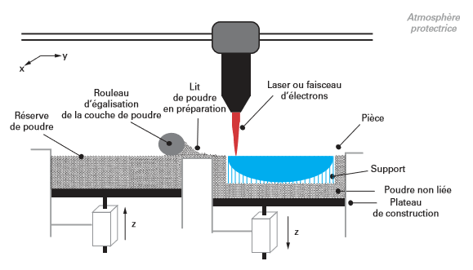 Atmosphère
protectrice
y
x
Rouleau
d'égalisation
de la couche de poudre
Lit
de poudre
en préparation
Laser ou faisceau
d'électrons
Réserve
de poudre
Pièce
Support
Poudre non liée
Plateau
de construction
z
z